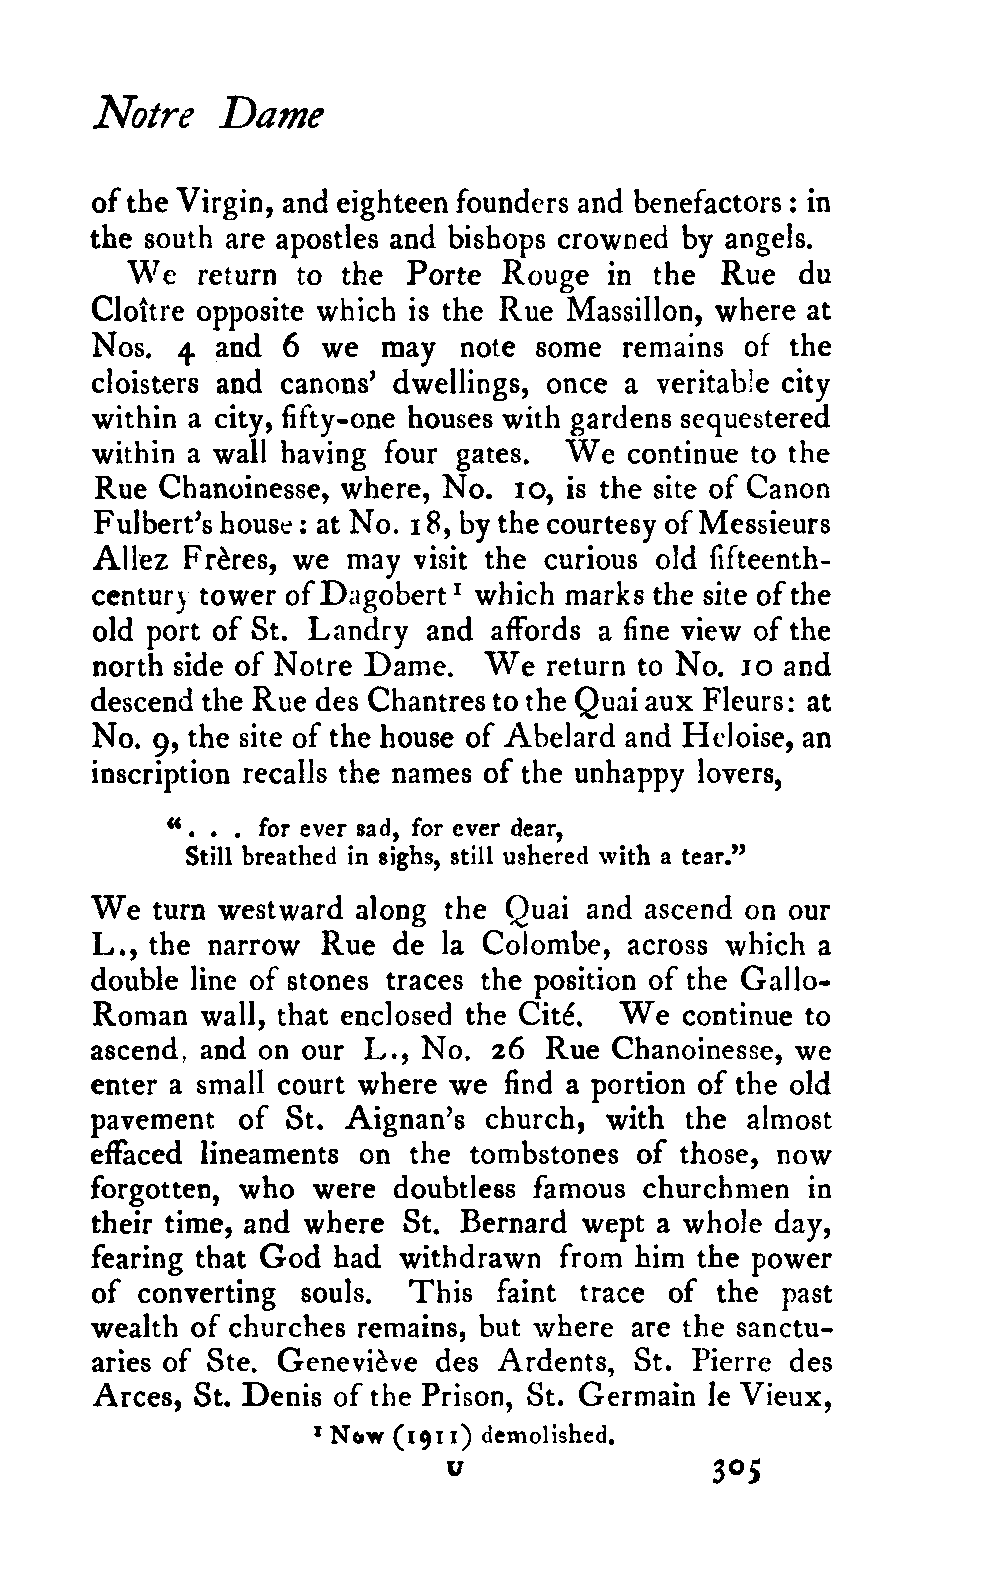 Notre Dame
of the Virgin, and eighteen founders and benefactors : in
the south are apostles and bishops crowned by angels.
We return to the Porte Rouge in the Rue du
Cloître opposite which is the Rue Massillon, where at
Nos. 4 and 6 we may note some remains of the
cloisters and canons' dwellings, once a veritable city
within a city, fifty-one houses with gardens sequestered
within a wall having four gates. We continue to the
Rue Chanoinesse, where, No. 10, is the site of Canon
Fulbert's house : at No. 18, by the courtesy of Messieurs
Allez Frères, we may visit the curious old fifteenth-
century tower of Dagobert¹ which marks the site of the
old port of St. Landry and affords a fine view of the
north side of Notre Dame. We return to No. 10 and
descend the Rue des Chantres to the Quai aux Fleurs: at
No. 9, the site of the house of Abelard and Heloise, an
inscription recalls the names of the unhappy lovers,
“. . . for ever sad, for ever dear,
Still breathed in sighs, still ushered with a tear.”
We turn westward along the Quai and ascend on our
L., the narrow Rue de la Colombe, across which a
double line of stones traces the position of the Gallo-
Roman wall, that enclosed the Cité. We continue to
ascend, and on our L., No. 26 Rue Chanoinesse, we
enter a small court where we find a portion of the old
pavement of St. Aignan's church, with the almost
effaced lineaments on the tombstones of those, now
forgotten, who were doubtless famous churchmen in
their time, and where St. Bernard wept a whole day,
fearing that God had withdrawn from him the power
of converting souls. This faint trace of the past
wealth of churches remains, but where are the sanctu-
aries of Ste. Geneviève des Ardents, St. Pierre des
Arces, St. Denis of the Prison, St. Germain le Vieux,
¹ Now (1911) demolished.
U 305